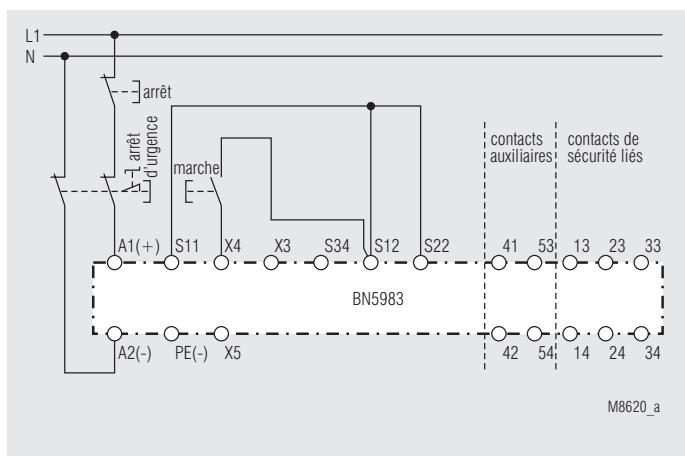 L1
N
arrêt
arrêt
d'urgence
marche
contacts
auxiliaires
contacts de
sécurité liés
A1(+) S11 X4 X3 S34 S12 S22 41 53 13 23 33
BN5983
A2(-) PE(-) X5 42 54 14 24 34
M8620_a